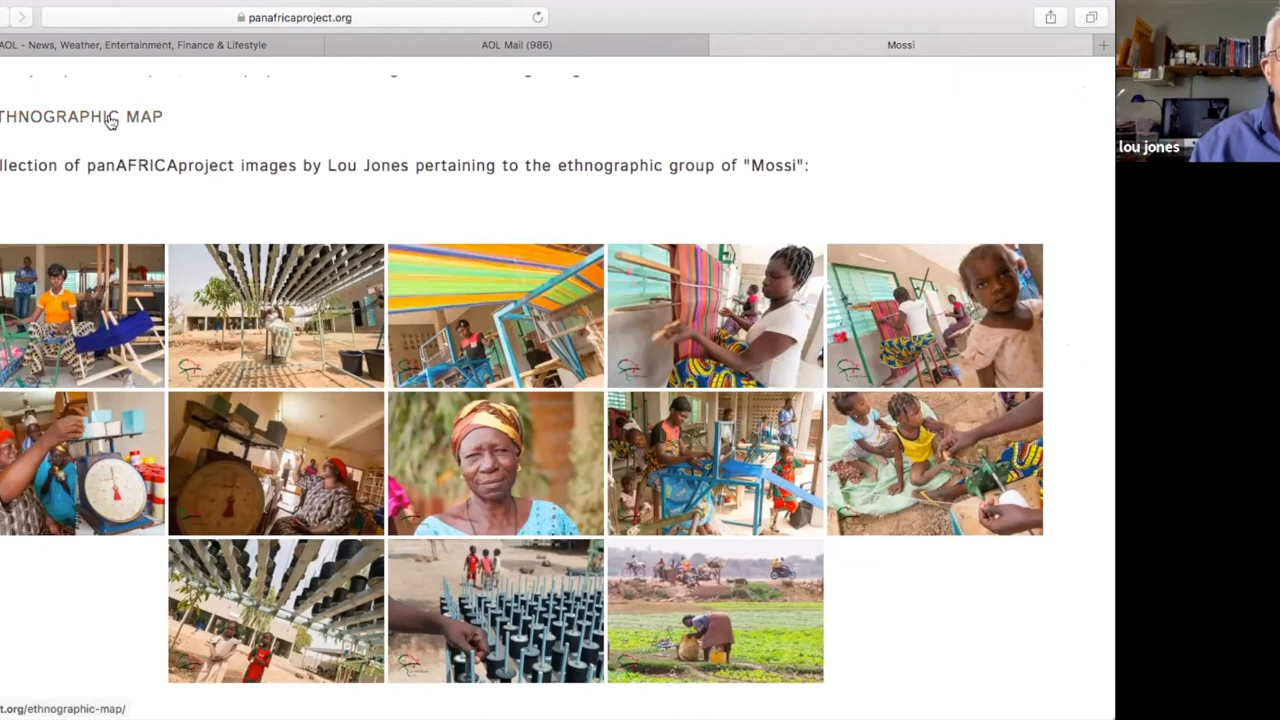 panafricaproject.org
AOL - News, Weather, Entertainment, Finance & Lifestyle
AOL Mail (986)
Mossi
THNOGRAPHIC MAP
llection of panAFRICAproject images by Lou Jones pertaining to the ethnographic group of "Mossi":
lou jones
t.org/ethnographic-map/